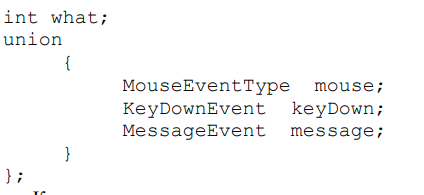 int what;
union
{
MouseEventType mouse;
KeyDownEvent keyDown;
MessageEvent message;
}
};